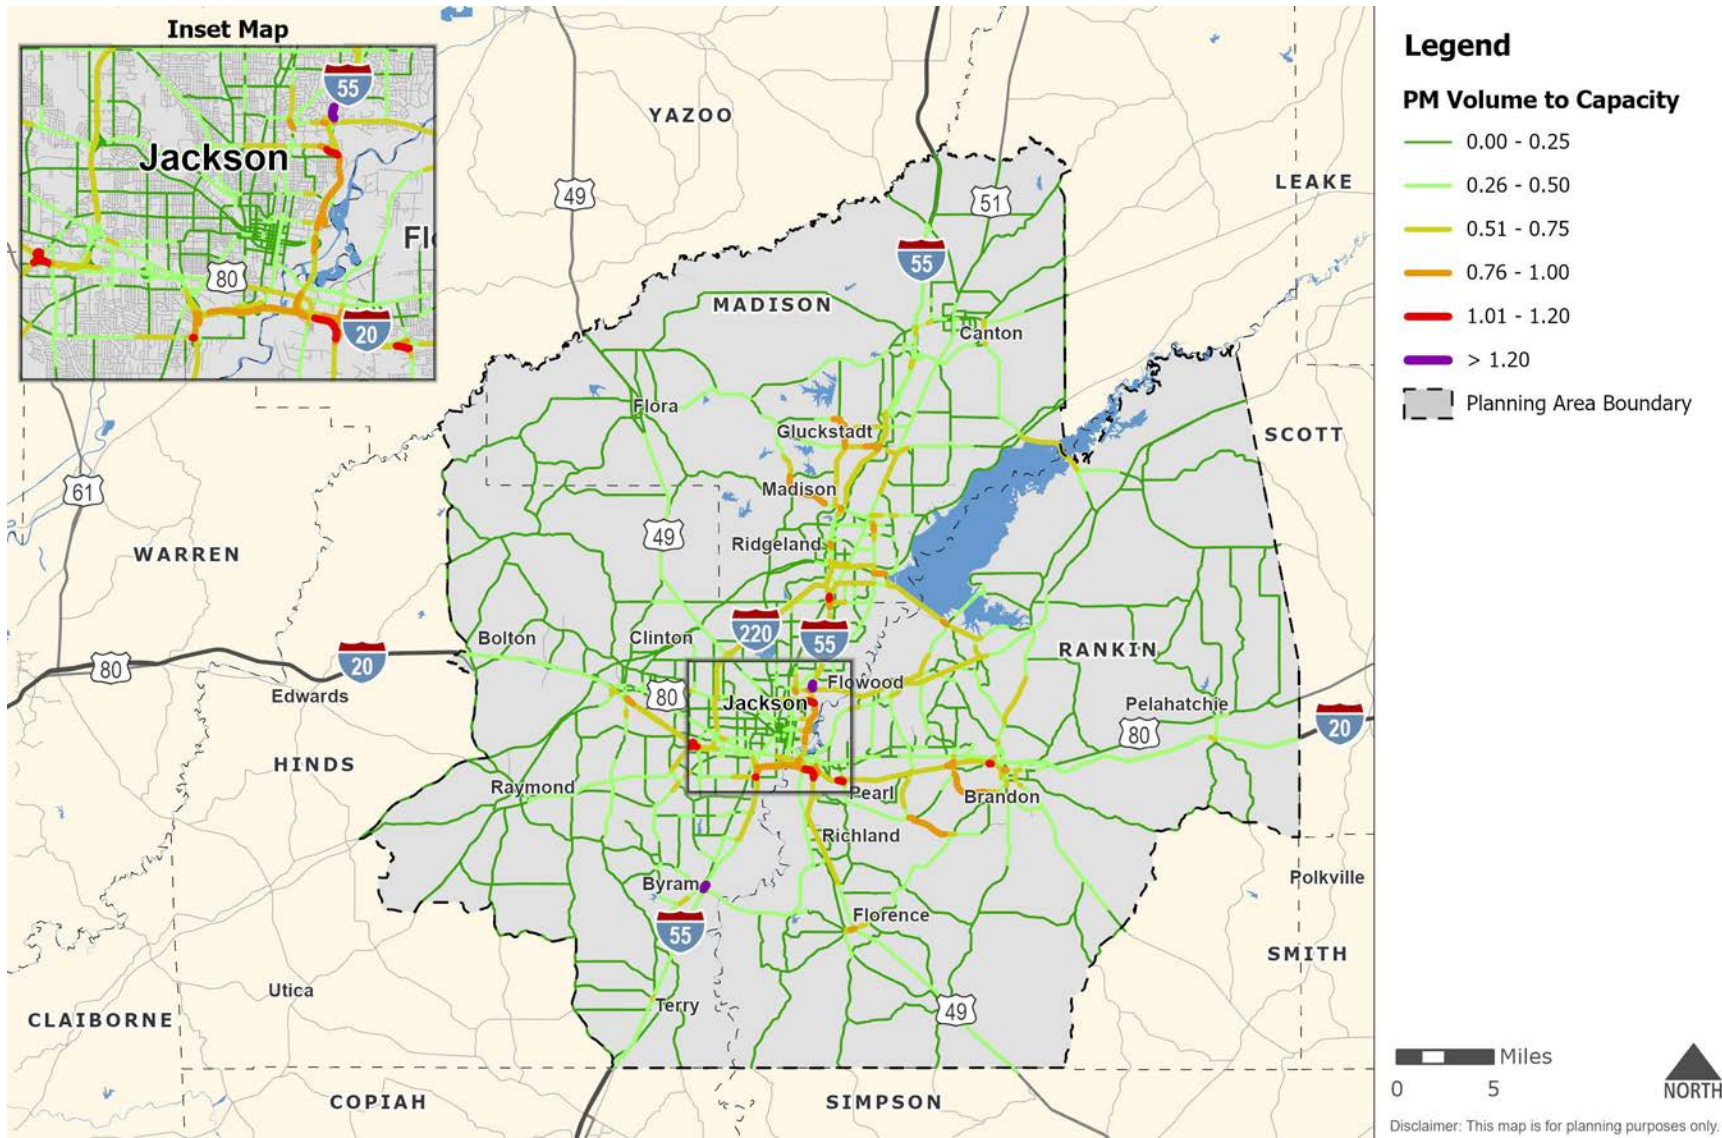 Inset Map
55
Jackson
Flo
80
20
YAZOO
LEAKE
49
51
55
MADISON
Canton
Flora
Gluckstadt
SCOTT
61
Madison
49
Ridgeland
WARREN
220
55
Bolton
Clinton
RANKIN
20
80
Edwards
80
Flowood
Jackson
Pelahatchie
80
20
HINDS
Raymond
Pearl
Brandon
Richland
Byram
Polkville
55
Florence
SMITH
Utica
Terry
49
CLAIBORNE
COPIAH
SIMPSON
Legend
PM Volume to Capacity
0.00 - 0.25
0.26 - 0.50
0.51 - 0.75
0.76 - 1.00
1.01 - 1.20
> 1.20
Planning Area Boundary
Miles
0 5
NORTH
Disclaimer: This map is for planning purposes only.